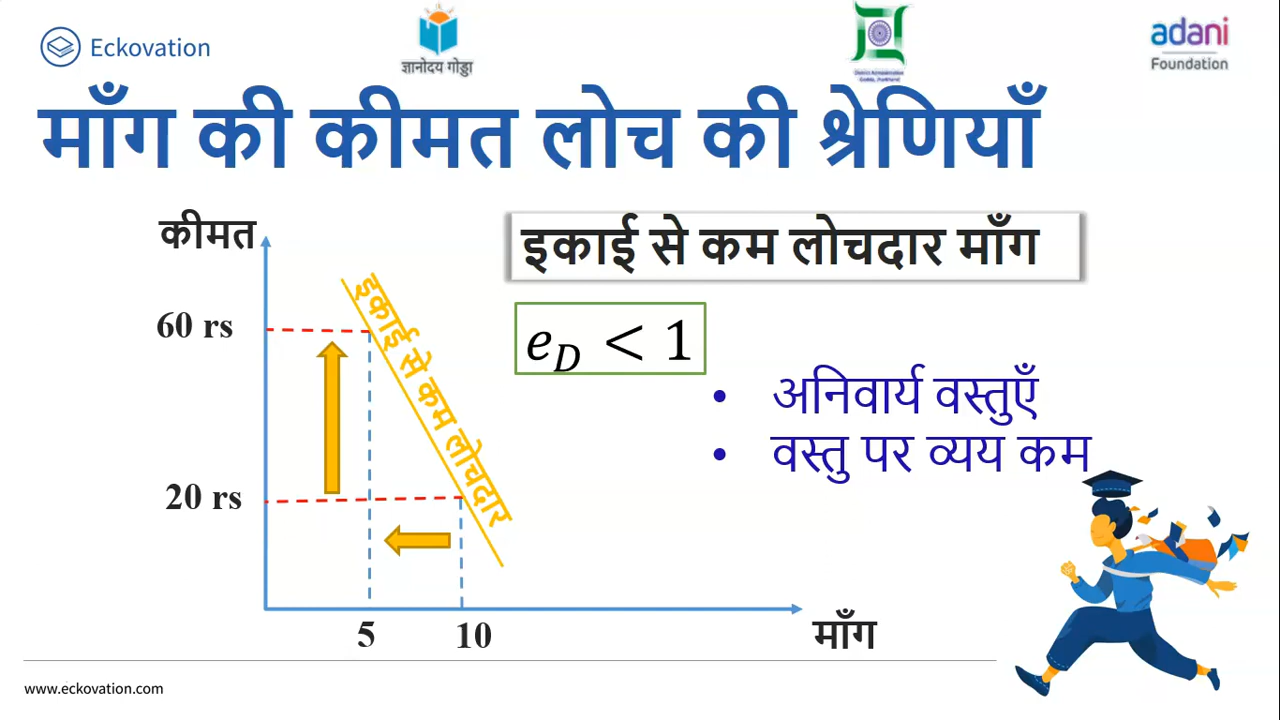 Eckovation
ज्ञानोदय गोड्डा
adani
Foundation
माँग की कीमत लोच की श्रेणियाँ
कीमत
इकाई से कम लोचदार माँग
60 rs
e_D < 1
इकाई से कम लोचदार
• अनिवार्य वस्तुएँ
• वस्तु पर व्यय कम
20 rs
5
10
माँग
www.eckovation.com